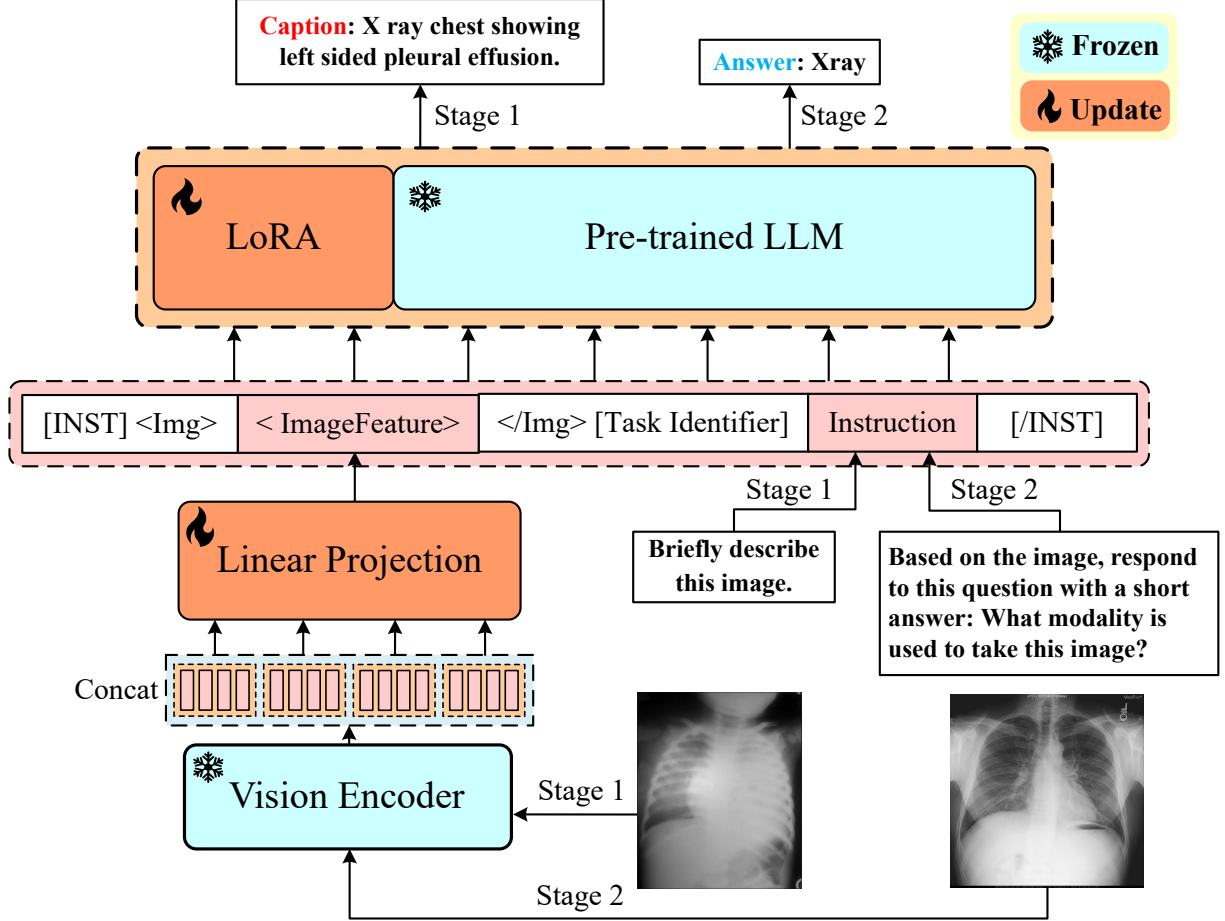 Caption: X ray chest showing
left sided pleural effusion.
Answer: Xray
Frozen
Update
Stage 1
Stage 2
LoRA
Pre-trained LLM
[INST] <Img>
< ImageFeature>
</Img> [Task Identifier]
Instruction
[/INST]
Stage 1
Stage 2
Linear Projection
Briefly describe
this image.
Based on the image, respond
to this question with a short
answer: What modality is
used to take this image?
Concat
Vision Encoder
Stage 1
Stage 2